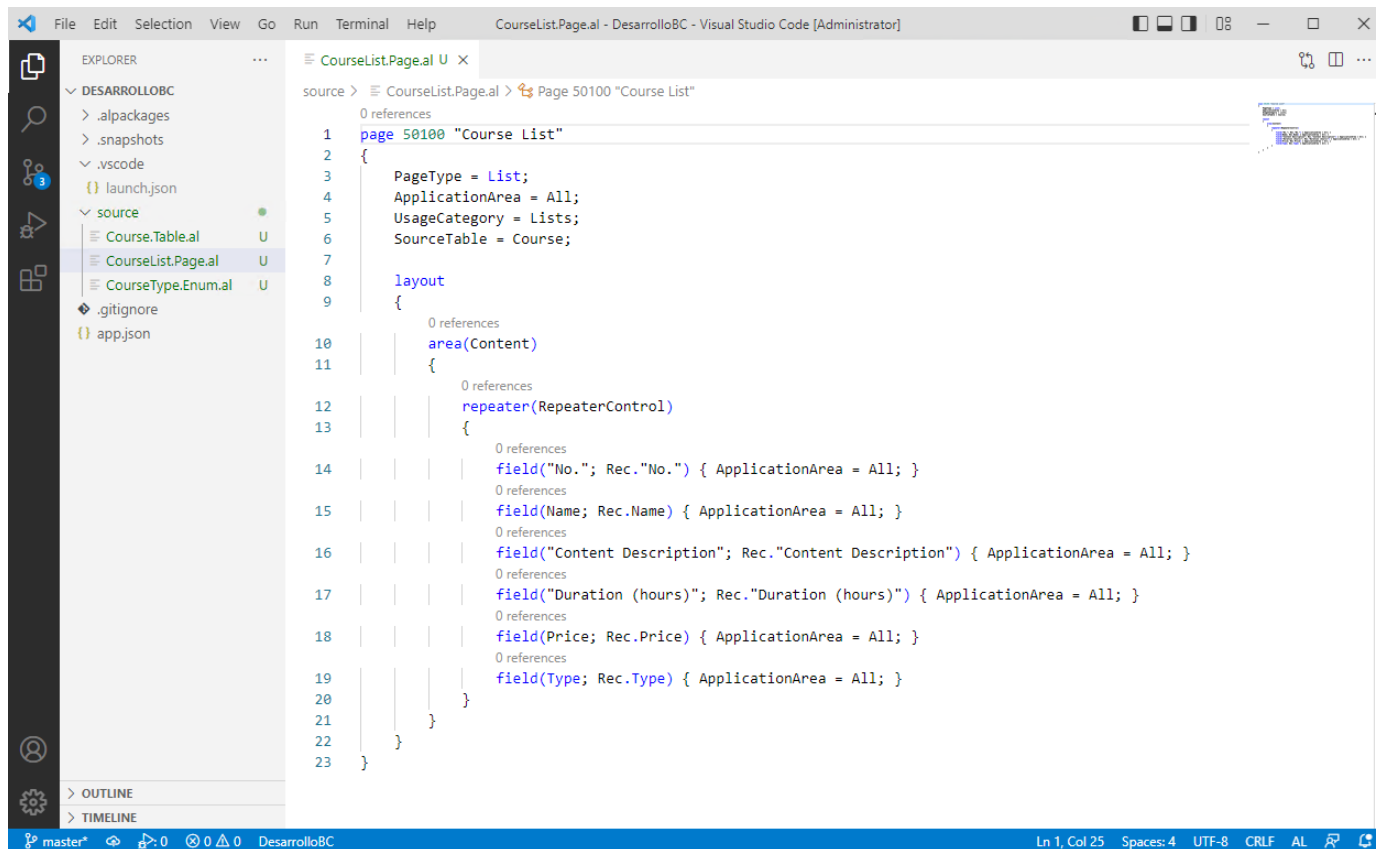 File Edit Selection View Go Run Terminal Help CourseList.Page.al - DesarrolloBC - Visual Studio Code [Administrator]
EXPLORER
DESARROLLOBC
.alpackages
.snapshots
.vscode
{} launch.json
source
Course.Table.al U
CourseList.Page.al U
CourseType.Enum.al U
.gitignore
{} app.json
OUTLINE
TIMELINE
3
CourseList.Page.al U
source > CourseList.Page.al > Page 50100 "Course List"
0 references
1 page 50100 "Course List"
2 {
3 PageType = List;
4 ApplicationArea = All;
5 UsageCategory = Lists;
6 SourceTable = Course;
7
8 layout
9 {
0 references
10 area(Content)
11 {
0 references
12 repeater(RepeaterControl)
13 {
0 references
14 field("No."; Rec."No.") { ApplicationArea = All; }
0 references
15 field(Name; Rec.Name) { ApplicationArea = All; }
0 references
16 field("Content Description"; Rec."Content Description") { ApplicationArea = All; }
0 references
17 field("Duration (hours)"; Rec."Duration (hours)") { ApplicationArea = All; }
0 references
18 field(Price; Rec.Price) { ApplicationArea = All; }
0 references
19 field(Type; Rec.Type) { ApplicationArea = All; }
20 }
21 }
22 }
23 }
master* 0 0 0 DesarrolloBC Ln 1, Col 25 Spaces: 4 UTF-8 CRLF AL